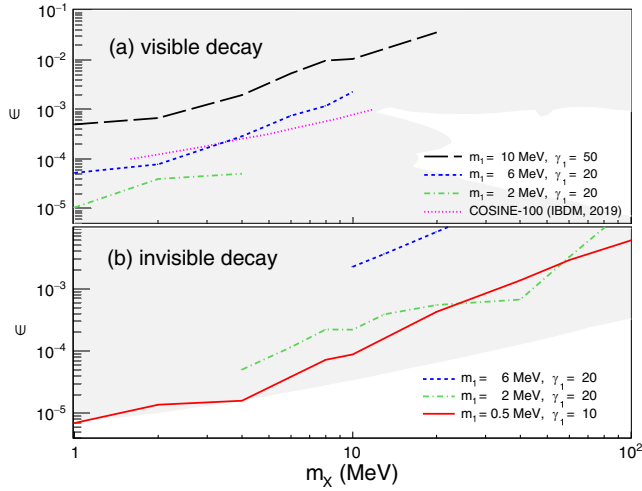 10⁻¹
(a) visible decay
10⁻²
10⁻³
ϵ
10⁻⁴
10⁻⁵
m₁ = 10 MeV, γ₁ = 50
m₁ = 6 MeV, γ₁ = 20
m₁ = 2 MeV, γ₁ = 20
COSINE-100 (IBDM, 2019)
(b) invisible decay
10⁻³
ϵ
10⁻⁴
10⁻⁵
m₁ = 6 MeV, γ₁ = 20
m₁ = 2 MeV, γ₁ = 20
m₁ = 0.5 MeV, γ₁ = 10
1 10 10²
mₓ (MeV)